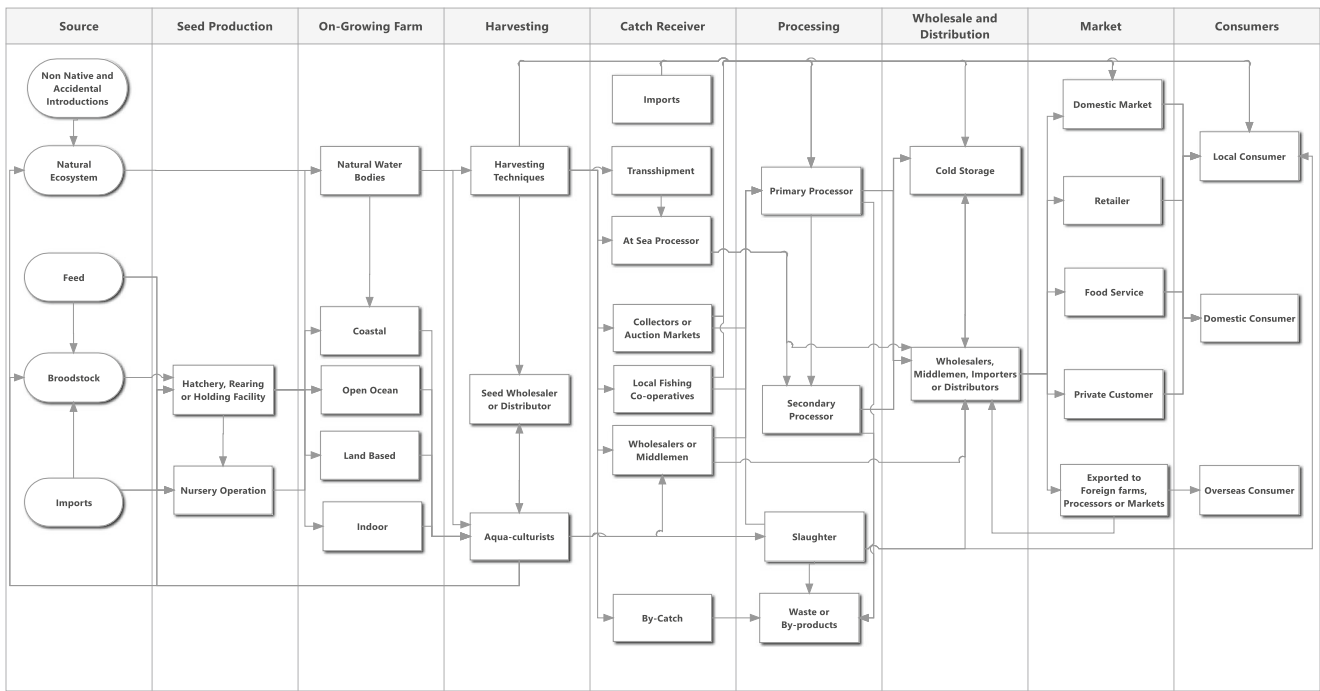 Source
Seed Production
On-Growing Farm
Harvesting
Catch Receiver
Processing
Wholesale and
Distribution
Market
Consumers
Non Native and
Accidental
Introductions
Natural
Ecosystem
Feed
Broodstock
Imports
Hatchery, Rearing
or Holding Facility
Nursery Operation
Natural Water
Bodies
Coastal
Open Ocean
Land Based
Indoor
Harvesting
Techniques
Seed Wholesaler
or Distributor
Aqua-culturists
Imports
Transshipment
At Sea Processor
Collectors or
Auction Markets
Local Fishing
Co-operatives
Wholesalers or
Middlemen
By-Catch
Primary Processor
Secondary
Processor
Slaughter
Waste or
By-products
Cold Storage
Wholesalers,
Middlemen, Importers
or Distributors
Domestic Market
Retailer
Food Service
Private Customer
Exported to
Foreign farms,
Processors or Markets
Local Consumer
Domestic Consumer
Overseas Consumer